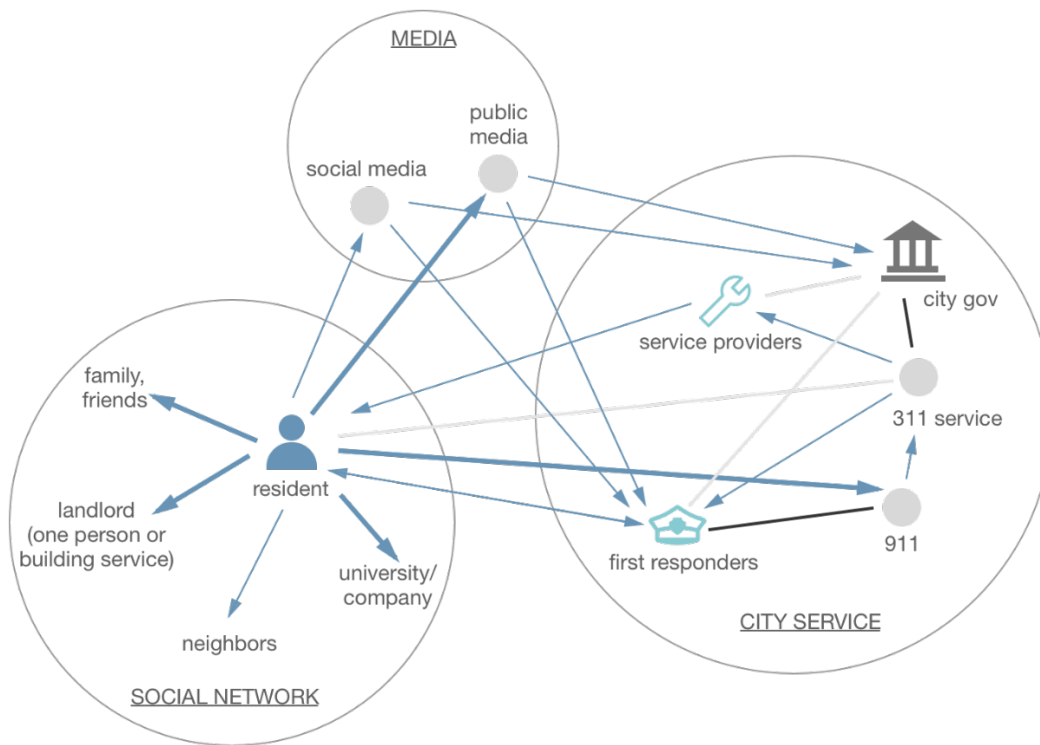 MEDIA
public
media
social media
city gov
service providers
311 service
911
first responders
CITY SERVICE
family,
friends
resident
landlord
(one person or
building service)
university/
company
neighbors
SOCIAL NETWORK